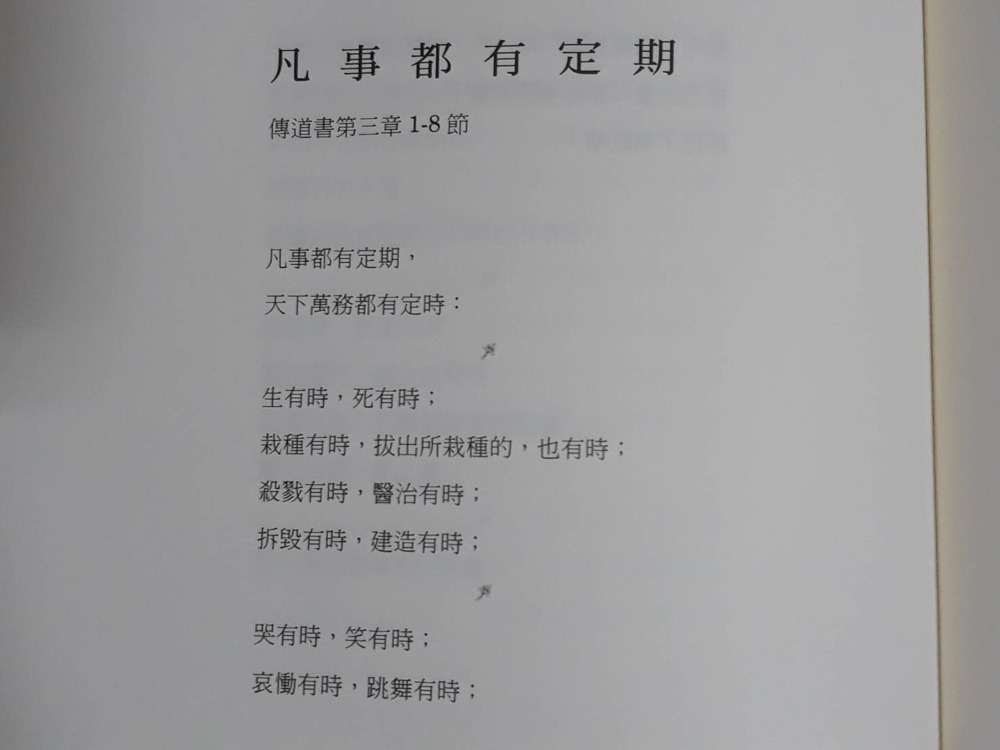 凡事都有定期
傳道書第三章 1-8 節
凡事都有定期，
天下萬務都有定時：
生有時，死有時；
栽種有時，拔出所栽種的，也有時；
殺戮有時，醫治有時；
拆毀有時，建造有時；
哭有時，笑有時；
哀慟有時，跳舞有時；